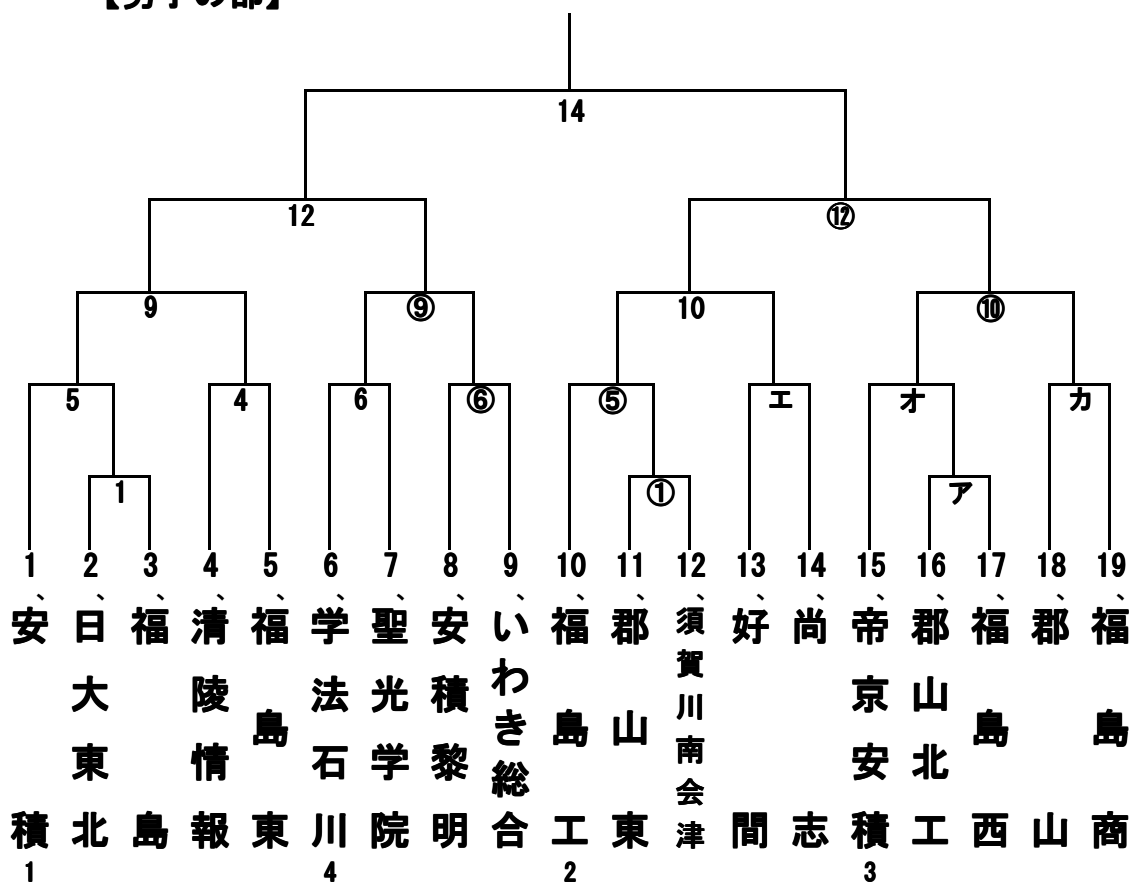 【男子の部】
14
12 ⑫
9 ⑨ 10 ⑩
5 4 6 ⑥ ⑤ エ オ カ
1 ① ア
1、安積 1
2、日大東北
3、福島
4、清陵情報
5、福島東
6、学法石川 4
7、聖光学院
8、安積黎明
9、いわき総合
10、福島工 2
11、郡山東
12、須賀川南会津
13、好間
14、尚志
15、帝京安積 3
16、郡山北工
17、福島西
18、郡山
19、福島商